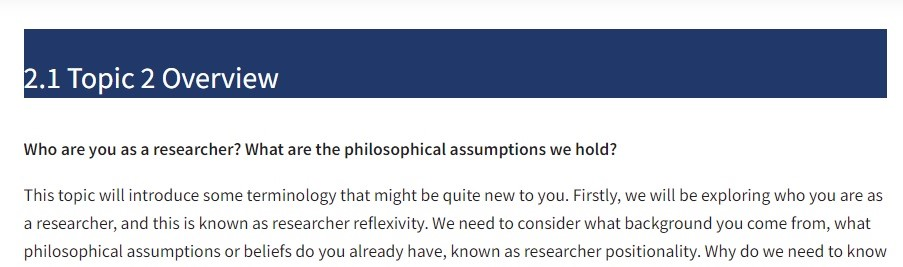 2.1 Topic 2 Overview
Who are you as a researcher? What are the philosophical assumptions we hold?
This topic will introduce some terminology that might be quite new to you. Firstly, we will be exploring who you are as
a researcher, and this is known as researcher reflexivity. We need to consider what background you come from, what
philosophical assumptions or beliefs do you already have, known as researcher positionality. Why do we need to know